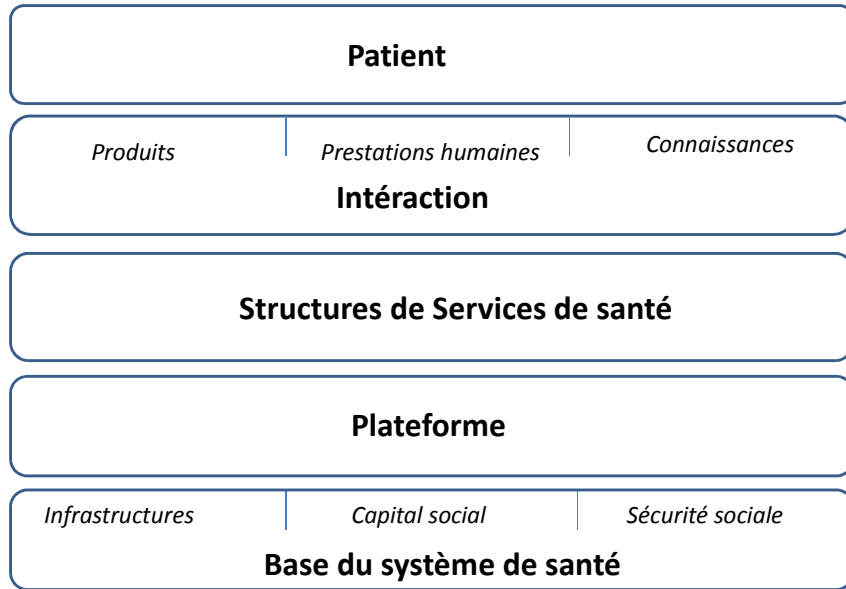 Patient
Produits
Prestations humaines
Connaissances
Intéraction
Structures de Services de santé
Plateforme
Infrastructures
Capital social
Sécurité sociale
Base du système de santé